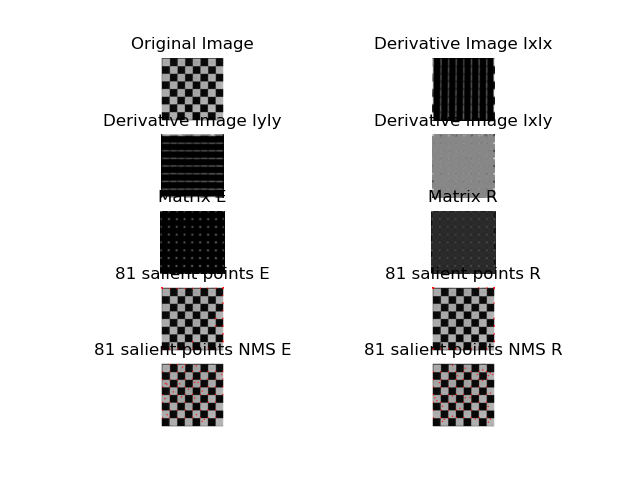 Original Image
Derivative Image IxIx
Derivative Image IyIy
Derivative Image IxIy
Matrix E
Matrix R
81 salient points E
81 salient points R
81 salient points NMS E
81 salient points NMS R